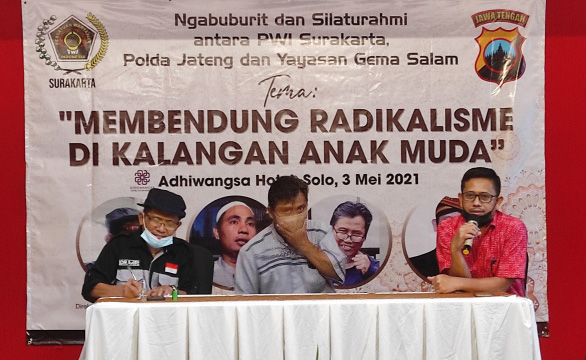 Ngabuburit dan Silaturahmi
antara PWI Surakarta,
Polda Jateng dan Yayasan Gema Salam
SURAKARTA
JAWA TENGAH
Tema:
"MEMBENDUNG RADIKALISME
DI KALANGAN ANAK MUDA"
Adhiwangsa Hotel Solo, 3 Mei 2021